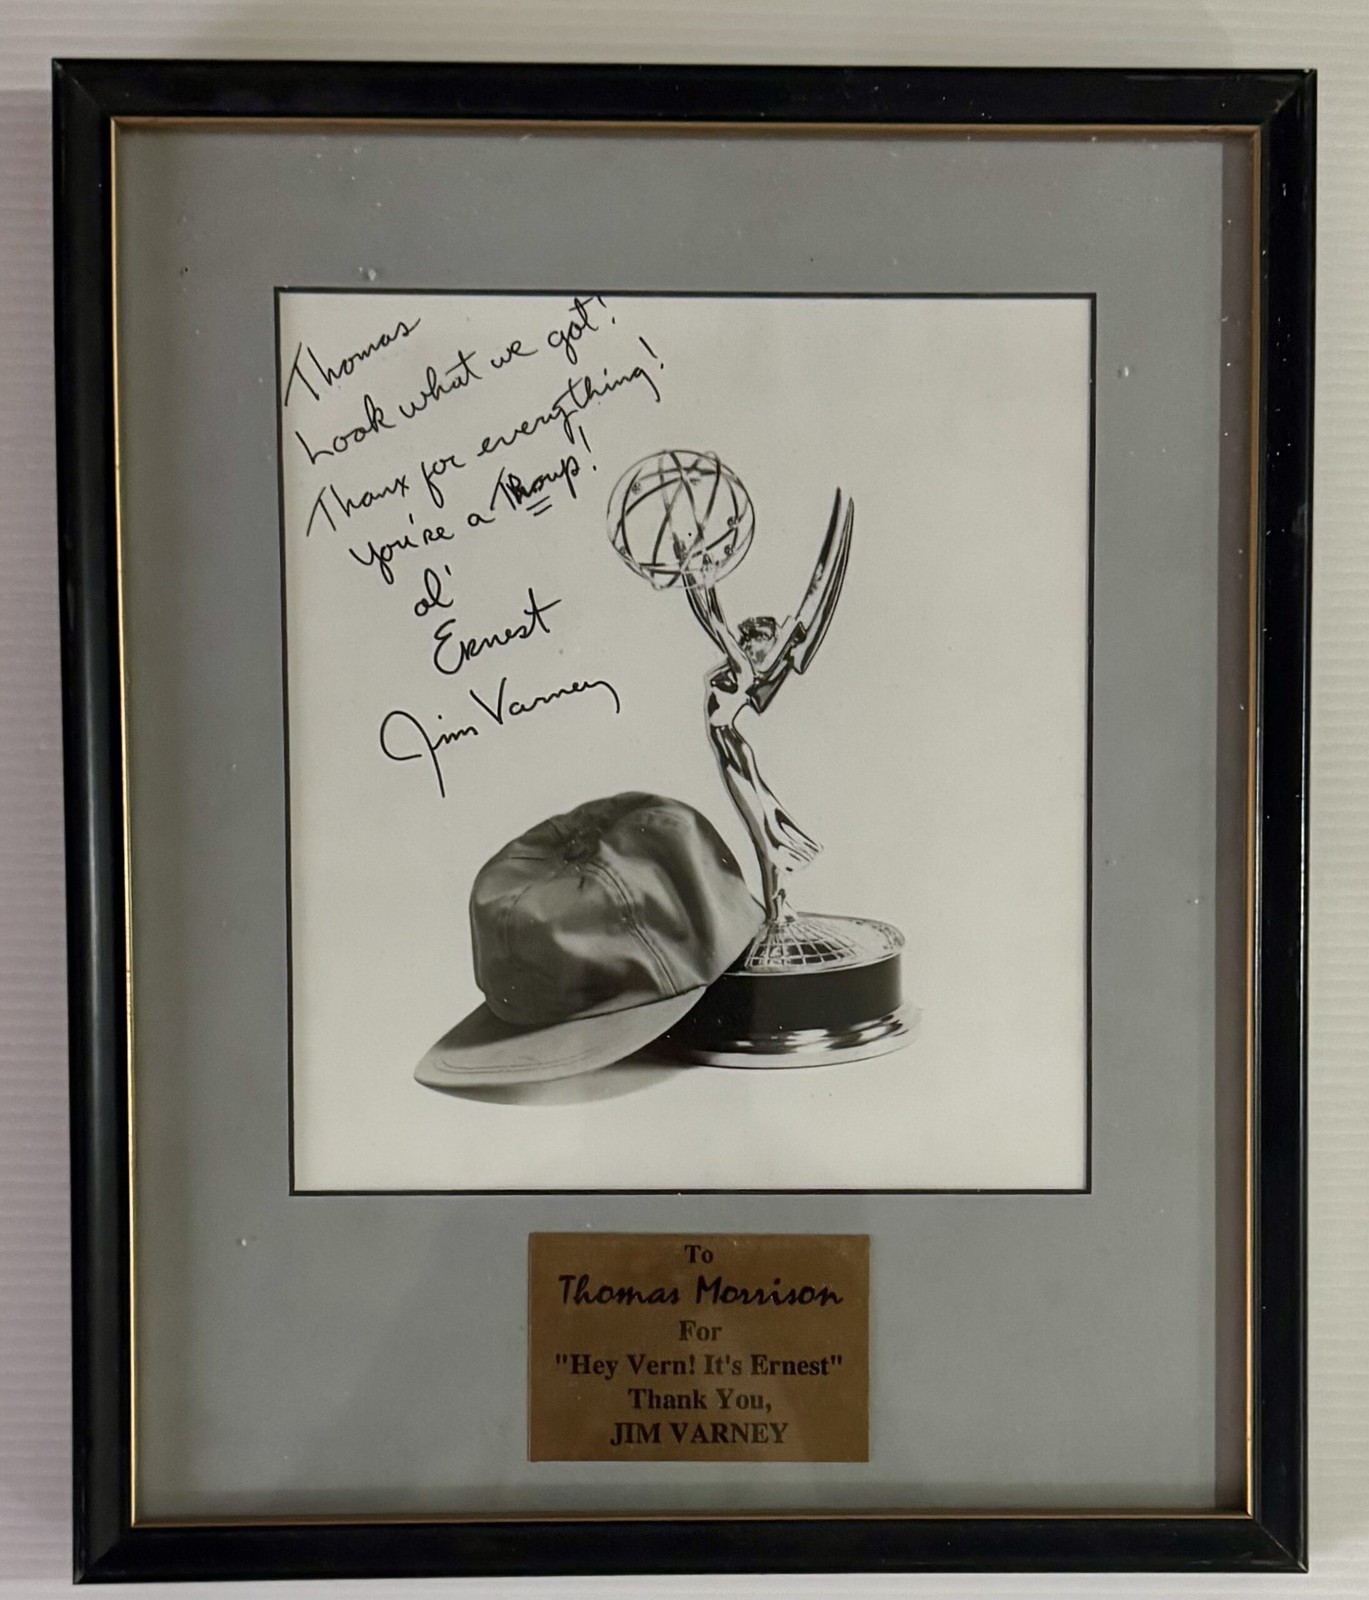 Thomas
Look what we got!
Thanx for everything!
You're a
ol'
Ernest
Jim Varney
To
Thomas Morrison
For
"Hey Vern! It's Ernest"
Thank You,
JIM VARNEY